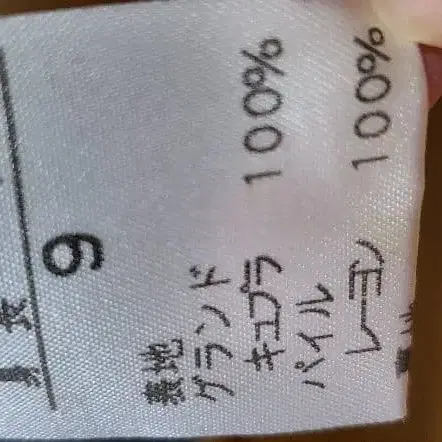 9
表地
グランド
キュプラ 100%
パイル
レーヨン 100%